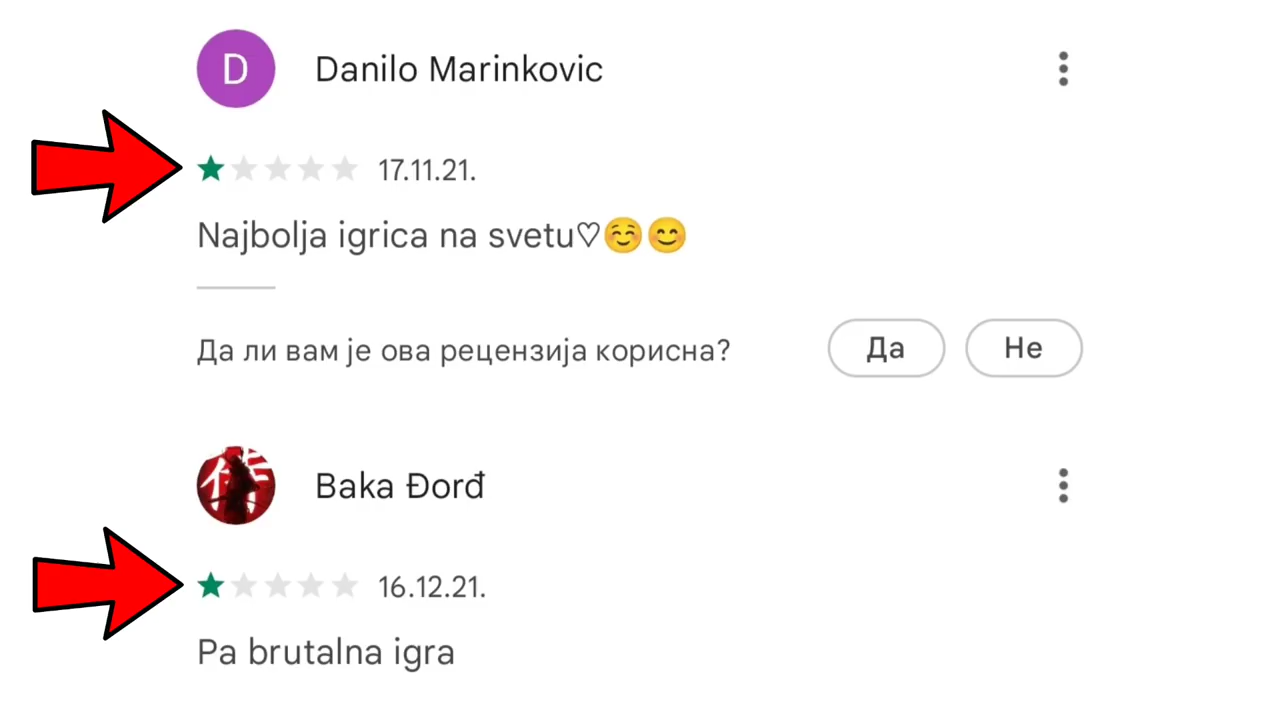 D
Danilo Marinkovic
17.11.21.
Najbolja igrica na svetu♡☺️😊
Да ли вам је ова рецензија корисна?
Да
Не
Baka Đorđ
16.12.21.
Pa brutalna igra